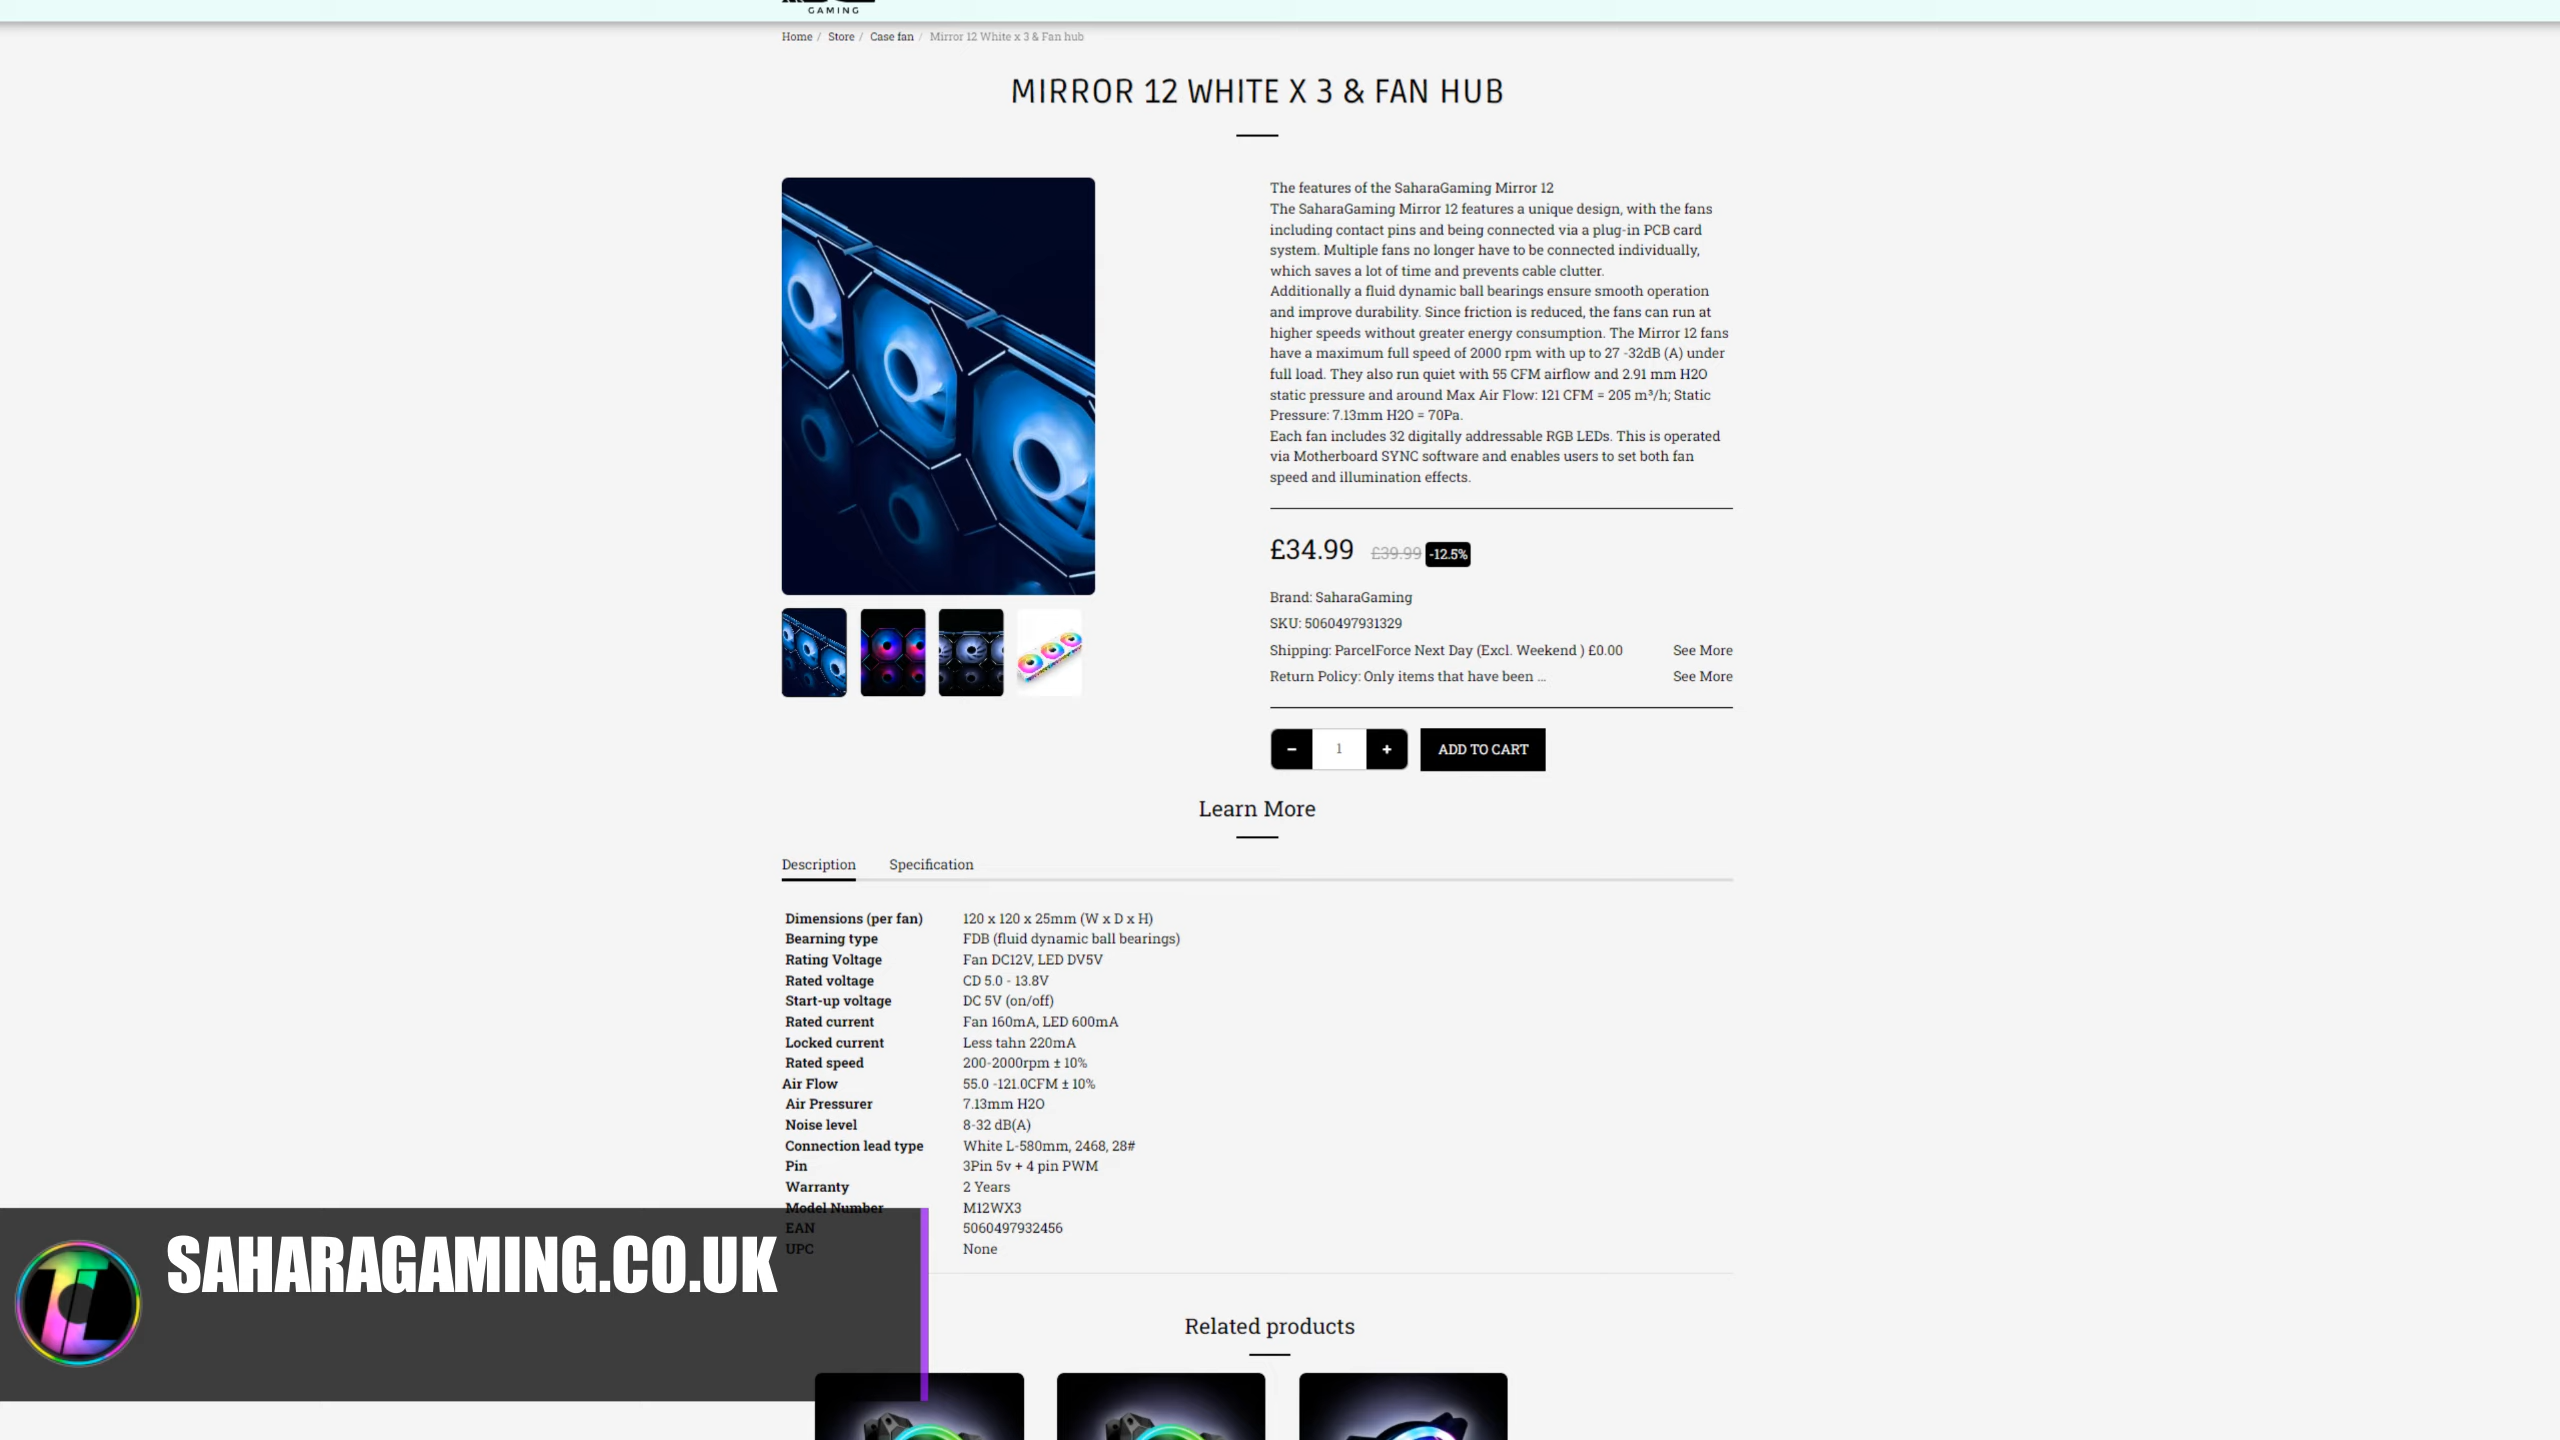 GAMING
Home / Store / Case fan / Mirror 12 White x 3 & Fan hub
MIRROR 12 WHITE X 3 & FAN HUB
The features of the SaharaGaming Mirror 12
The SaharaGaming Mirror 12 features a unique design, with the fans
including contact pins and being connected via a plug-in PCB card
system. Multiple fans no longer have to be connected individually,
which saves a lot of time and prevents cable clutter.
Additionally a fluid dynamic ball bearings ensure smooth operation
and improve durability. Since friction is reduced, the fans can run at
higher speeds without greater energy consumption. The Mirror 12 fans
have a maximum full speed of 2000 rpm with up to 27 -32dB (A) under
full load. They also run quiet with 55 CFM airflow and 2.91 mm H2O
static pressure and around Max Air Flow: 121 CFM = 205 m³/h; Static
Pressure: 7.13mm H2O = 70Pa.
Each fan includes 32 digitally addressable RGB LEDs. This is operated
via Motherboard SYNC software and enables users to set both fan
speed and illumination effects.
£34.99 £39.99 -12.5%
Brand: SaharaGaming
SKU: 5060497931329
Shipping: ParcelForce Next Day (Excl. Weekend ) £0.00 See More
Return Policy: Only items that have been ... See More
- 1 + ADD TO CART
Learn More
Description Specification
Dimensions (per fan) 120 x 120 x 25mm (W x D x H)
Bearning type FDB (fluid dynamic ball bearings)
Rating Voltage Fan DC12V, LED DV5V
Rated voltage CD 5.0 - 13.8V
Start-up voltage DC 5V (on/off)
Rated current Fan 160mA, LED 600mA
Locked current Less tahn 220mA
Rated speed 200-2000rpm ± 10%
Air Flow 55.0 -121.0CFM ± 10%
Air Pressurer 7.13mm H2O
Noise level 8-32 dB(A)
Connection lead type White L-580mm, 2468, 28#
Pin 3Pin 5v + 4 pin PWM
Warranty 2 Years
Model Number M12WX3
EAN 5060497932456
UPC None
SAHARAGAMING.CO.UK
Related products